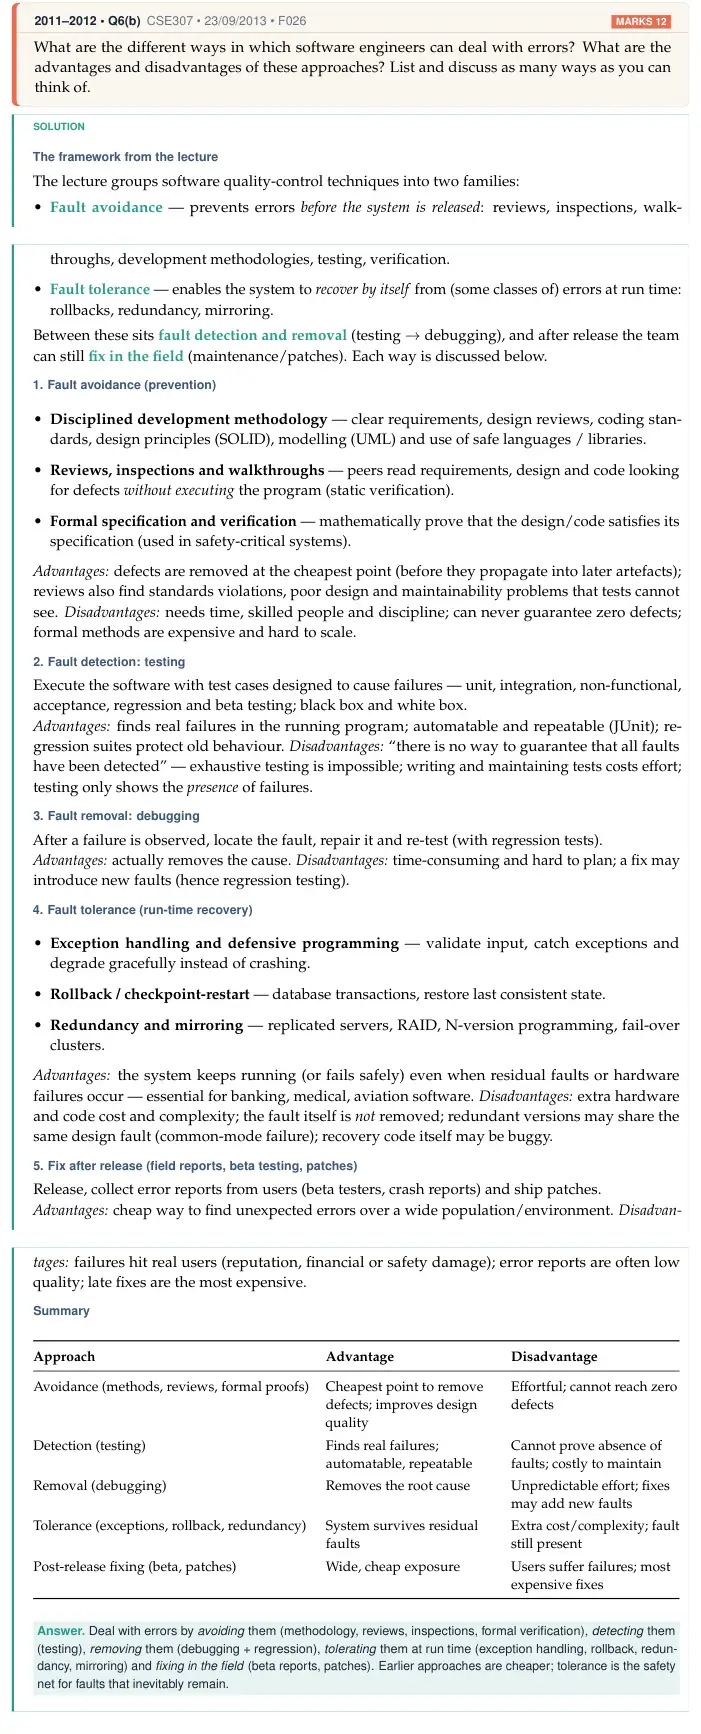 2011–2012 • Q6(b) CSE307 • 23/09/2013 • F026 MARKS 12
What are the different ways in which software engineers can deal with errors? What are the
advantages and disadvantages of these approaches? List and discuss as many ways as you can
think of.
SOLUTION
The framework from the lecture
The lecture groups software quality-control techniques into two families:
• Fault avoidance — prevents errors before the system is released: reviews, inspections, walk-
throughs, development methodologies, testing, verification.
• Fault tolerance — enables the system to recover by itself from (some classes of) errors at run time:
rollbacks, redundancy, mirroring.
Between these sits fault detection and removal (testing → debugging), and after release the team
can still fix in the field (maintenance/patches). Each way is discussed below.
1. Fault avoidance (prevention)
• Disciplined development methodology — clear requirements, design reviews, coding stan-
dards, design principles (SOLID), modelling (UML) and use of safe languages / libraries.
• Reviews, inspections and walkthroughs — peers read requirements, design and code looking
for defects without executing the program (static verification).
• Formal specification and verification — mathematically prove that the design/code satisfies its
specification (used in safety-critical systems).
Advantages: defects are removed at the cheapest point (before they propagate into later artefacts);
reviews also find standards violations, poor design and maintainability problems that tests cannot
see. Disadvantages: needs time, skilled people and discipline; can never guarantee zero defects;
formal methods are expensive and hard to scale.
2. Fault detection: testing
Execute the software with test cases designed to cause failures — unit, integration, non-functional,
acceptance, regression and beta testing; black box and white box.
Advantages: finds real failures in the running program; automatable and repeatable (JUnit); re-
gression suites protect old behaviour. Disadvantages: “there is no way to guarantee that all faults
have been detected” — exhaustive testing is impossible; writing and maintaining tests costs effort;
testing only shows the presence of failures.
3. Fault removal: debugging
After a failure is observed, locate the fault, repair it and re-test (with regression tests).
Advantages: actually removes the cause. Disadvantages: time-consuming and hard to plan; a fix may
introduce new faults (hence regression testing).
4. Fault tolerance (run-time recovery)
• Exception handling and defensive programming — validate input, catch exceptions and
degrade gracefully instead of crashing.
• Rollback / checkpoint-restart — database transactions, restore last consistent state.
• Redundancy and mirroring — replicated servers, RAID, N-version programming, fail-over
clusters.
Advantages: the system keeps running (or fails safely) even when residual faults or hardware
failures occur — essential for banking, medical, aviation software. Disadvantages: extra hardware
and code cost and complexity; the fault itself is not removed; redundant versions may share the
same design fault (common-mode failure); recovery code itself may be buggy.
5. Fix after release (field reports, beta testing, patches)
Release, collect error reports from users (beta testers, crash reports) and ship patches.
Advantages: cheap way to find unexpected errors over a wide population/environment. Disadvan-
tages: failures hit real users (reputation, financial or safety damage); error reports are often low
quality; late fixes are the most expensive.
Summary
Approach Advantage Disadvantage
Avoidance (methods, reviews, formal proofs) Cheapest point to remove Effortful; cannot reach zero
defects; improves design defects
quality
Detection (testing) Finds real failures; Cannot prove absence of
automatable, repeatable faults; costly to maintain
Removal (debugging) Removes the root cause Unpredictable effort; fixes
may add new faults
Tolerance (exceptions, rollback, redundancy) System survives residual Extra cost/complexity; fault
faults still present
Post-release fixing (beta, patches) Wide, cheap exposure Users suffer failures; most
expensive fixes
Answer. Deal with errors by avoiding them (methodology, reviews, inspections, formal verification), detecting them
(testing), removing them (debugging + regression), tolerating them at run time (exception handling, rollback, redun-
dancy, mirroring) and fixing in the field (beta reports, patches). Earlier approaches are cheaper; tolerance is the safety
net for faults that inevitably remain.